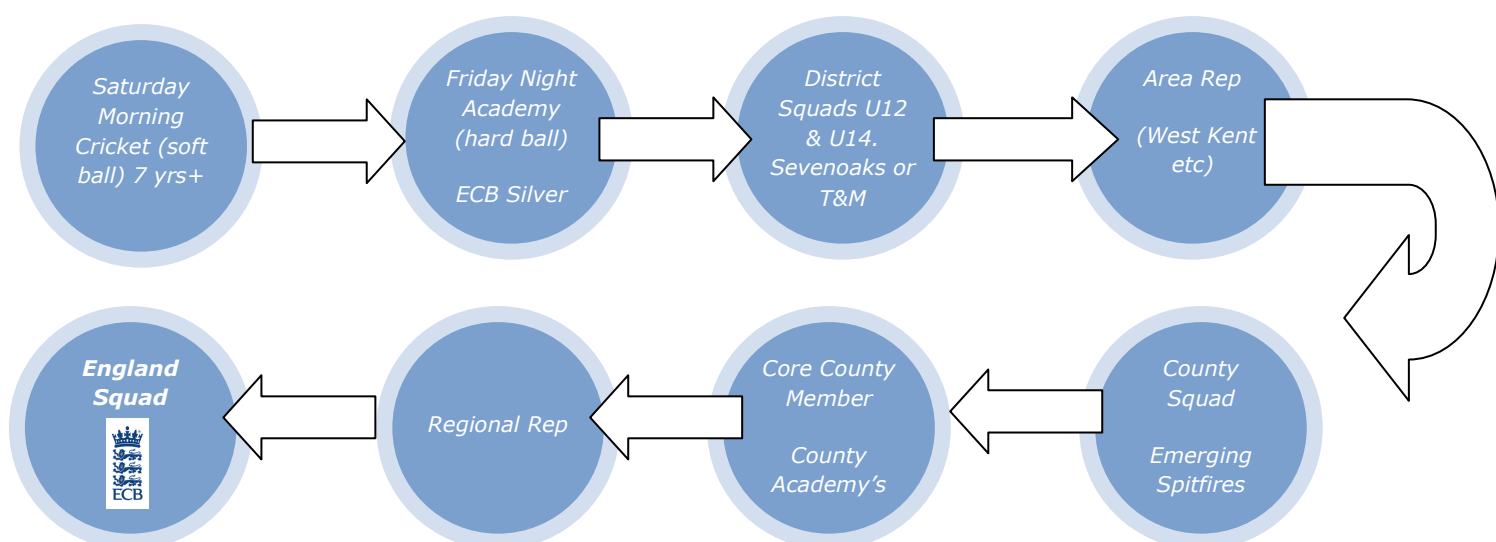 Saturday
Morning
Cricket (soft
ball) 7 yrs+
Friday Night
Academy
(hard ball)
ECB Silver
District
Squads U12
& U14.
Sevenoaks or
T&M
Area Rep
(West Kent
etc)
County
Squad
Emerging
Spitfires
Core County
Member
County
Academy's
Regional Rep
England
Squad
ECB